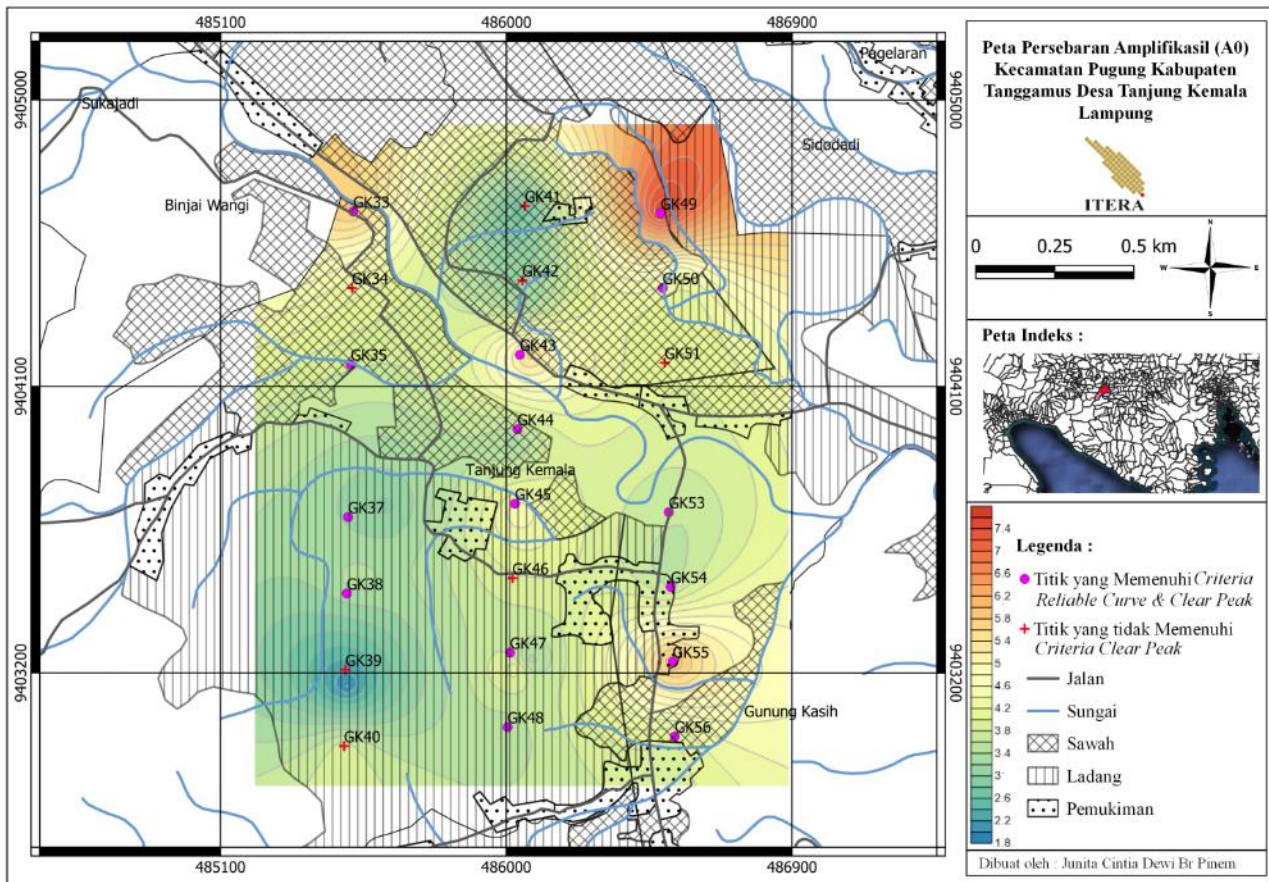 485100 486000 486900
Pagelaran
9405000 9405000
Sukajadi
Sidodadi
Binjai Wangi
GK33 GK41 GK49
GK34 GK42 GK50
GK35 GK43 GK51
9404100 9404100
GK44
Tanjung Kemala
GK37 GK45 GK53
GK38 GK46 GK54
GK39 GK47 GK55
9403200 9403200
Gunung Kasih
GK40 GK48 GK56
485100 486000 486900
Peta Persebaran Amplifikasil (A0)
Kecamatan Pugung Kabupaten
Tanggamus Desa Tanjung Kemala
Lampung
ITERA
0 0.25 0.5 km
N
W E
S
Peta Indeks :
Legenda :
7.4
7
6.6
6.2
5.8
5.4
5
4.6
4.2
3.8
3.4
3
2.6
2.2
1.8
Titik yang Memenuhi Criteria
Reliable Curve & Clear Peak
Titik yang tidak Memenuhi
Criteria Clear Peak
Jalan
Sungai
Sawah
Ladang
Pemukiman
Dibuat oleh : Junita Cintia Dewi Br Pinem